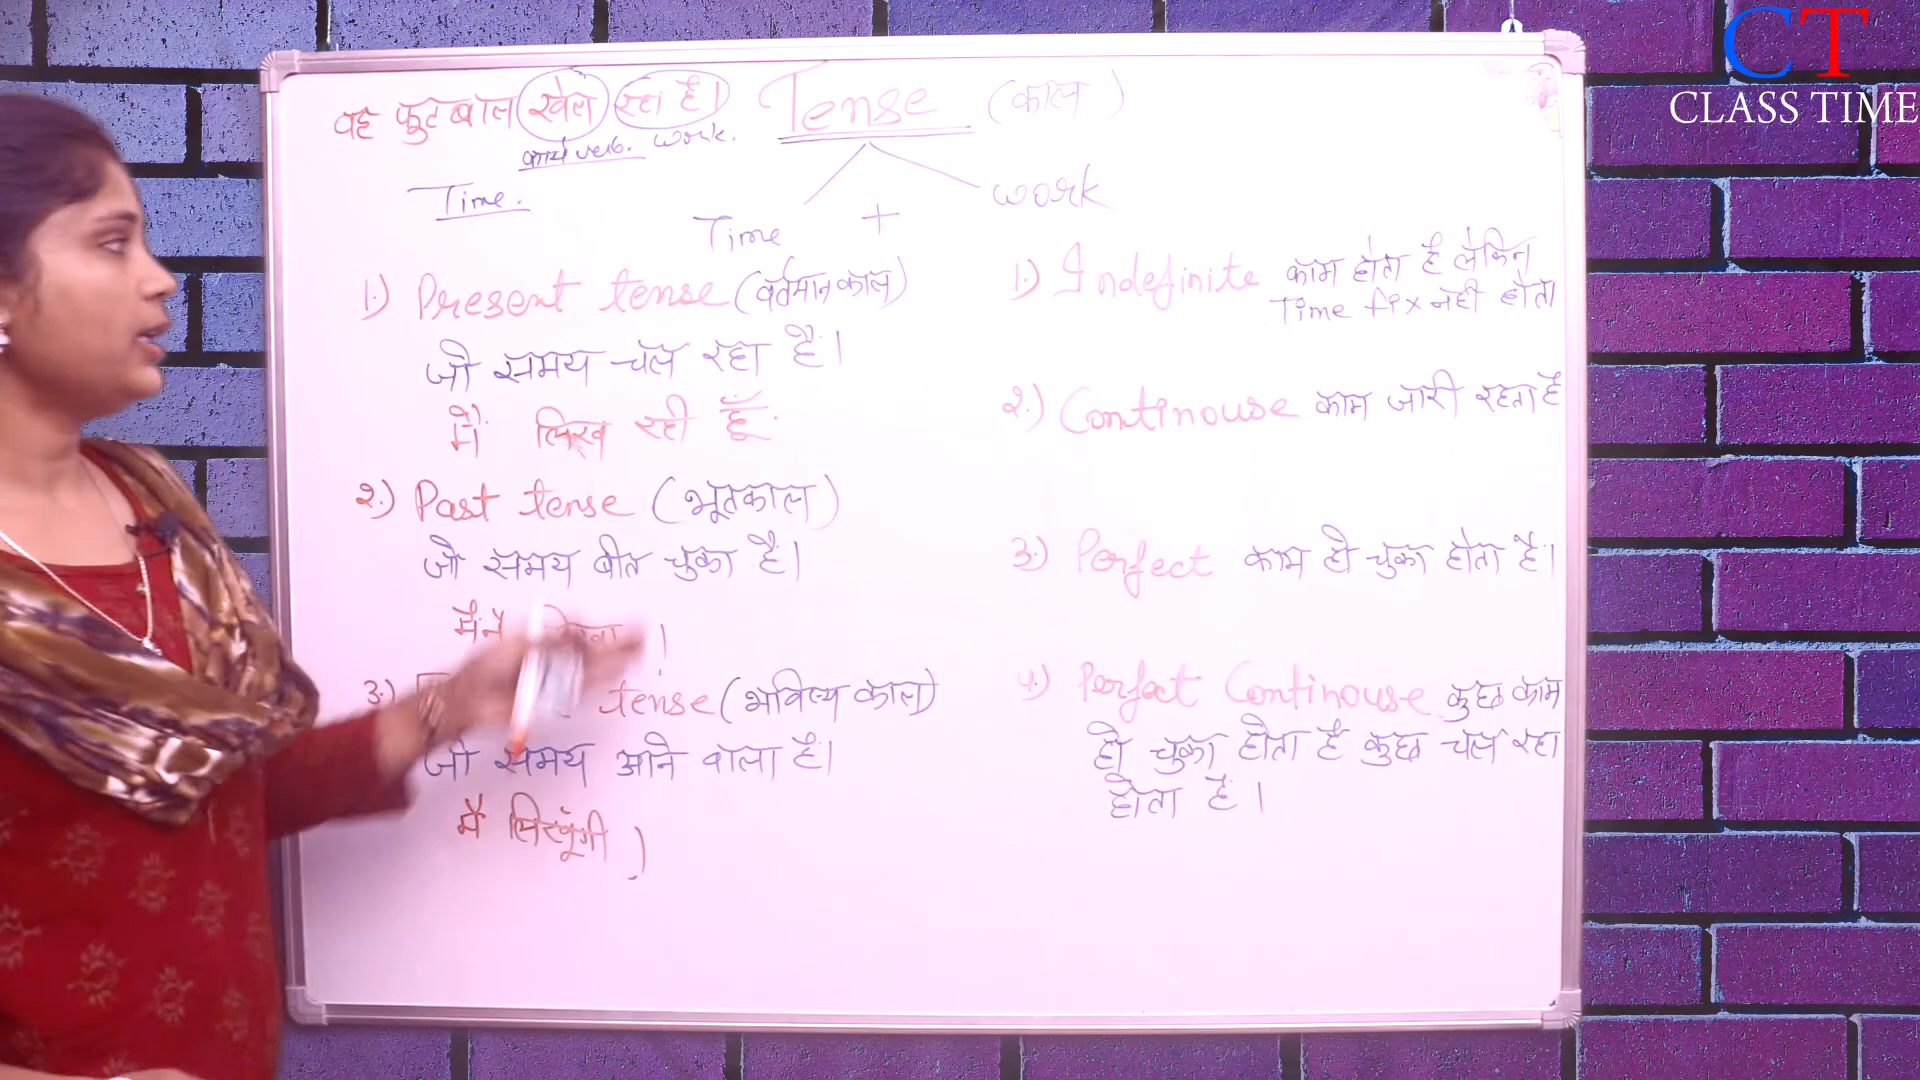 CT
CLASS TIME
वह फुटबाल खेल रहा है। Tense (काल)
कार्य verb. work.
Time.
Time + work
1.) Present tense (वर्तमान काल)
जो समय चल रहा है।
मैं लिख रही हूँ.
2.) Past tense (भूतकाल)
जो समय बीत चुका है।
मैंने
3.) tense (भविष्य काल)
जो समय आने वाला है।
मैं लिखूँगी ।
1.) Indefinite काम होता है लेकिन
Time fix नही होता
2.) Continouse काम जारी रहता है
3.) Perfect काम हो चुका होता है।
4.) Perfect Continouse कुछ काम
हो चुका होता है कुछ चल रहा
होता है।